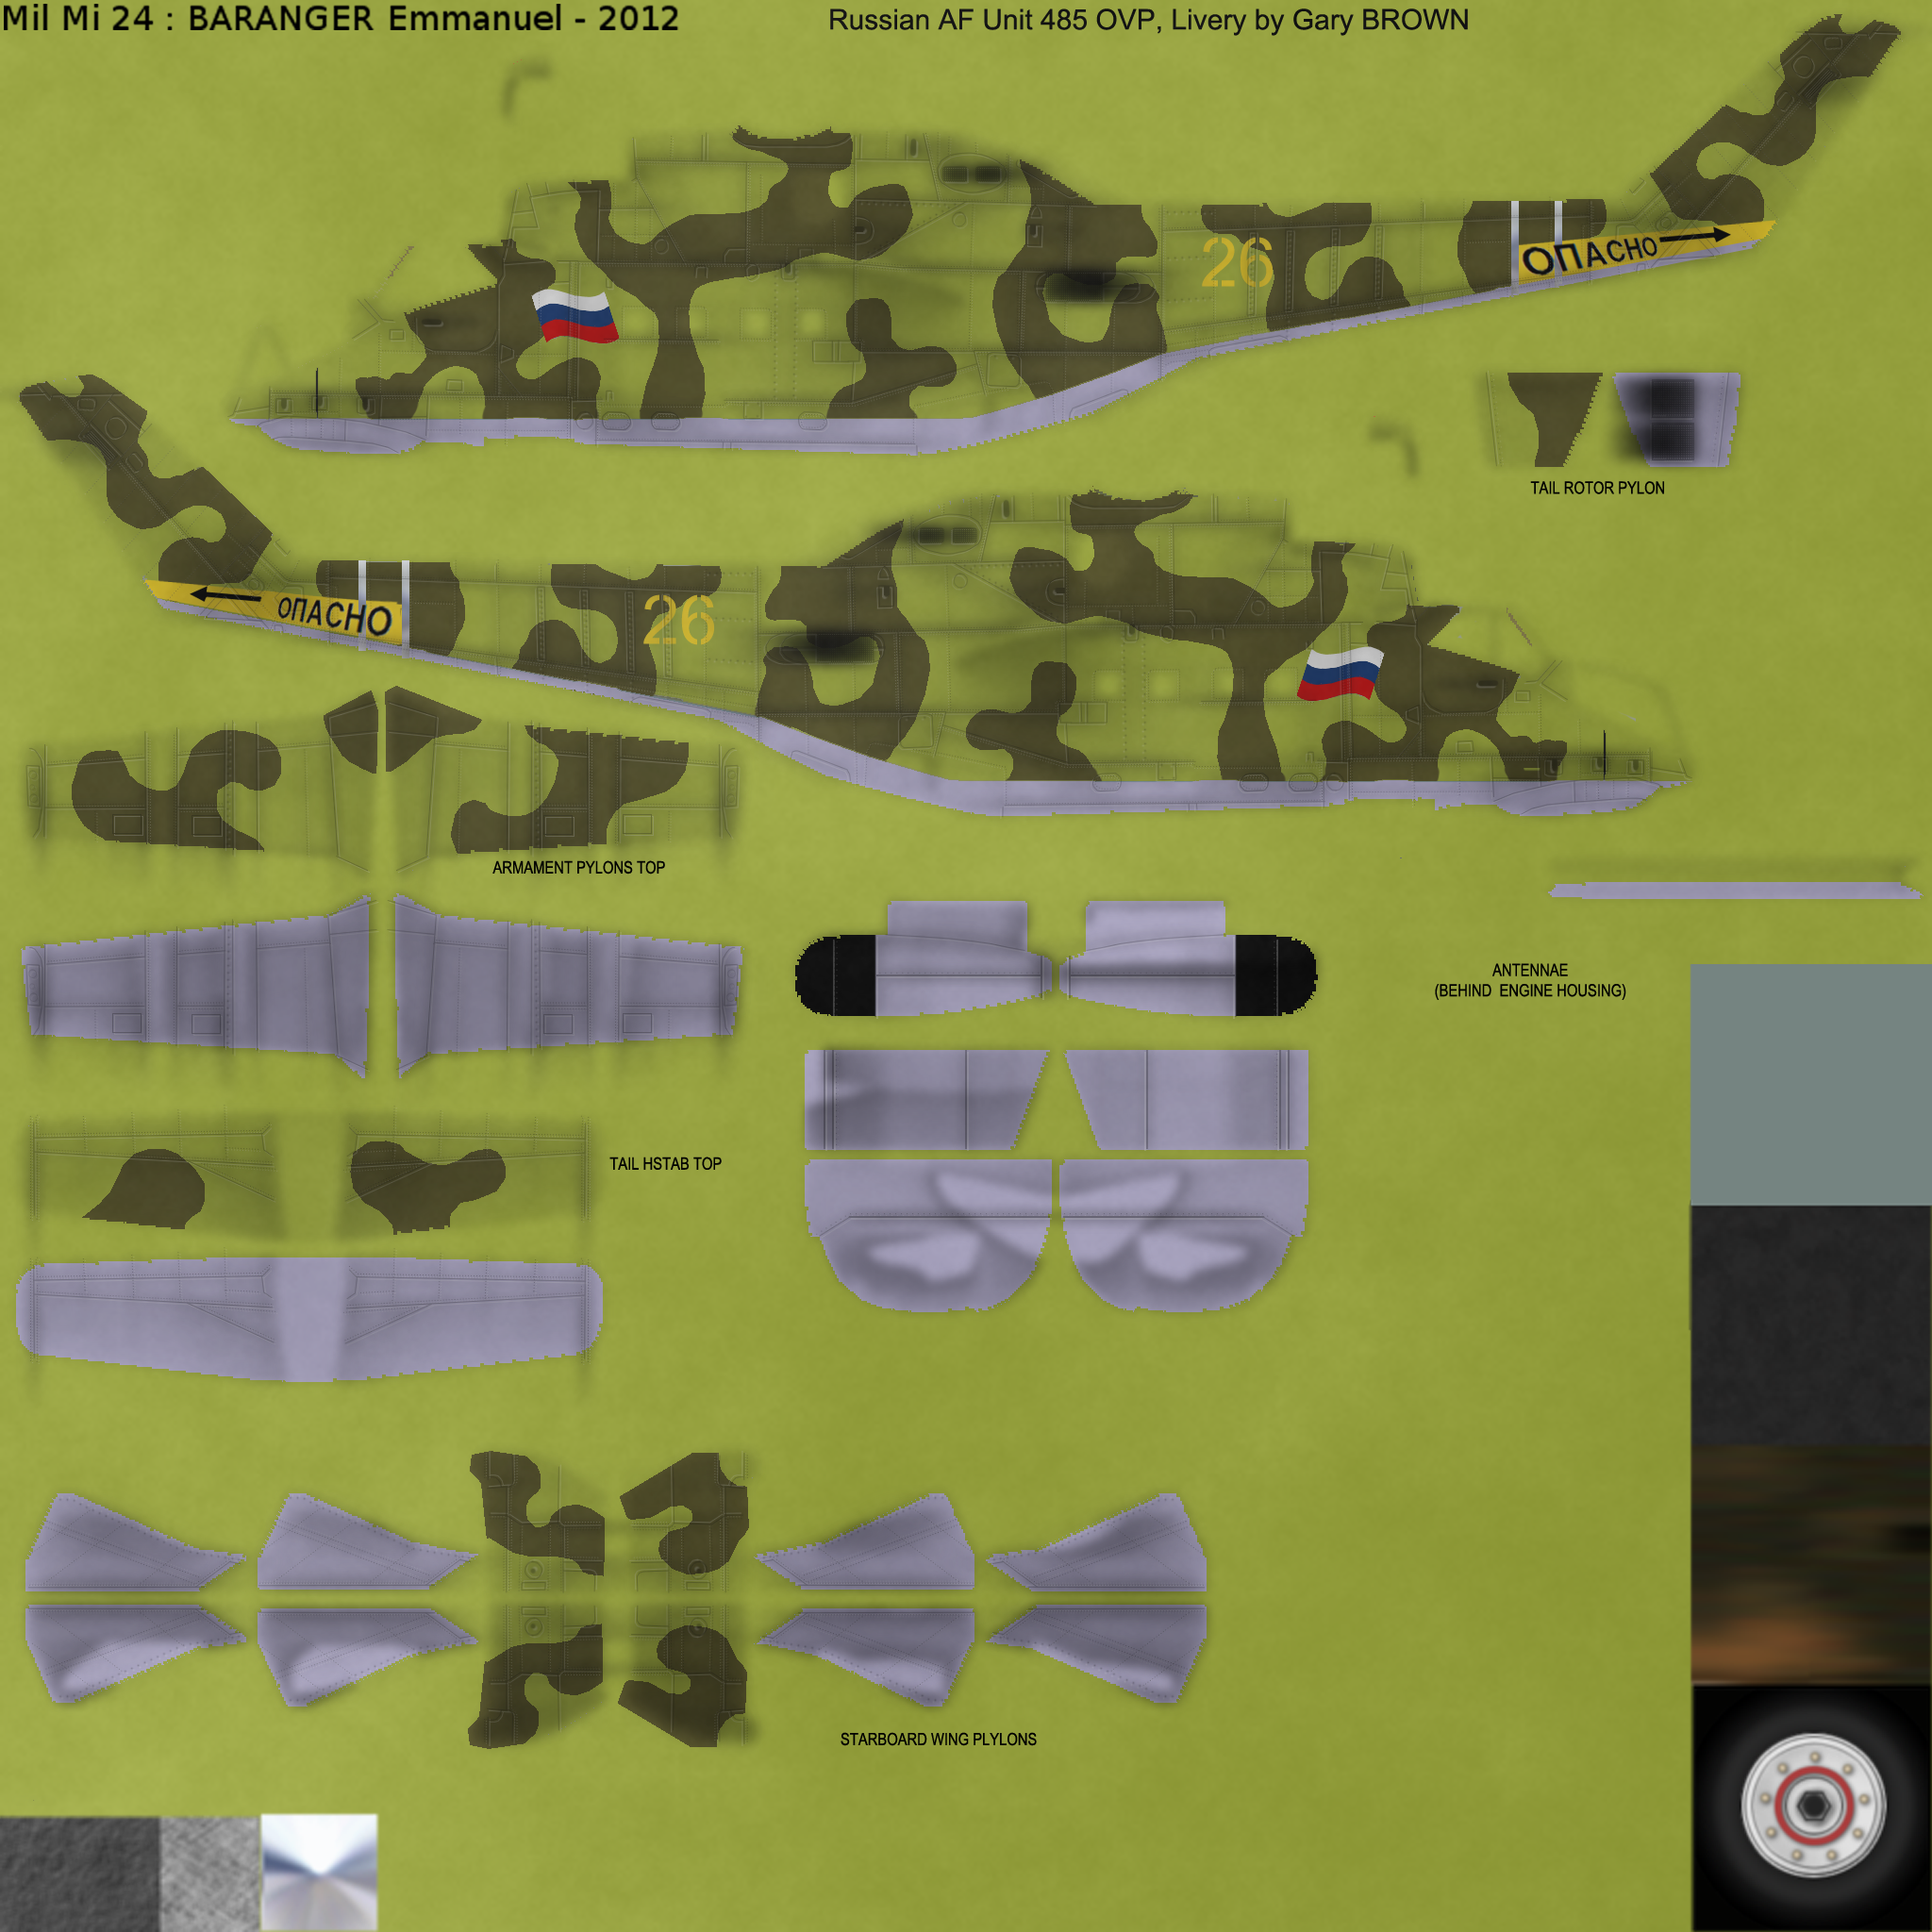 Mil Mi 24 : BARANGER Emmanuel - 2012
Russian AF Unit 485 OVP, Livery by Gary BROWN
26
ОПАСНО
TAIL ROTOR PYLON
ОПАСНО
26
ARMAMENT PYLONS TOP
ANTENNAE
(BEHIND ENGINE HOUSING)
TAIL HSTAB TOP
STARBOARD WING PLYLONS